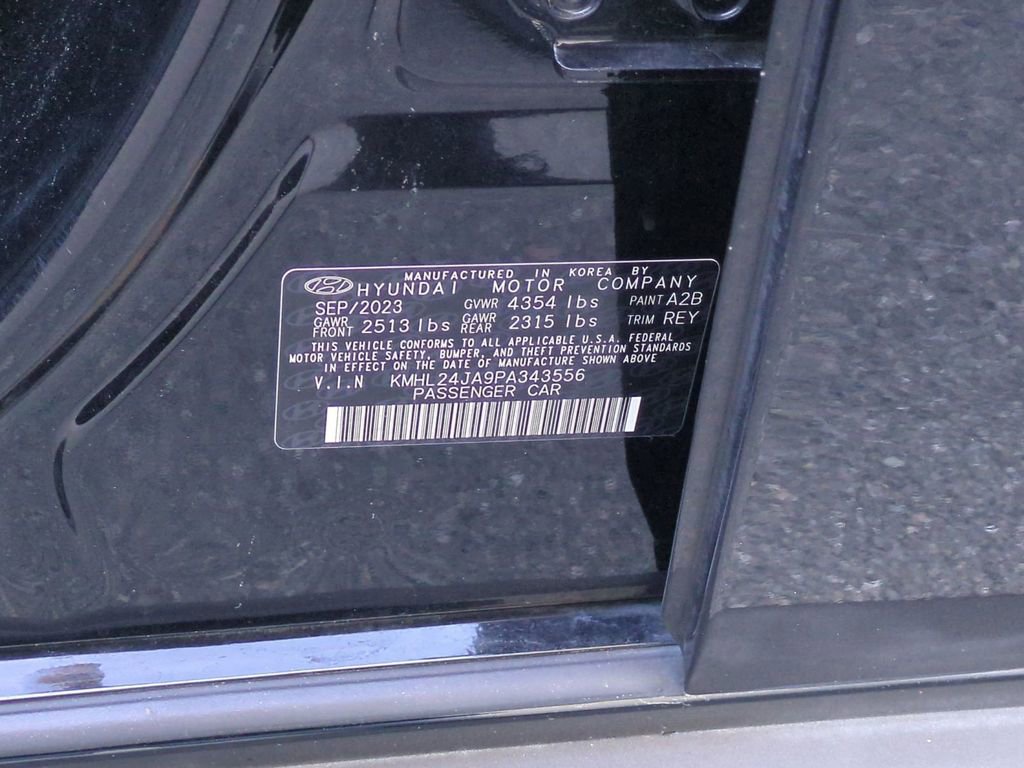 MANUFACTURED IN KOREA BY
HYUNDAI MOTOR COMPANY
SEP/2023 GVWR 4354 lbs PAINT A2B
GAWR FRONT 2513 lbs GAWR REAR 2315 lbs TRIM REY
THIS VEHICLE CONFORMS TO ALL APPLICABLE U.S.A. FEDERAL
MOTOR VEHICLE SAFETY, BUMPER, AND THEFT PREVENTION STANDARDS
IN EFFECT ON THE DATE OF MANUFACTURE SHOWN ABOVE
V.I.N KMHL24JA9PA343556
PASSENGER CAR